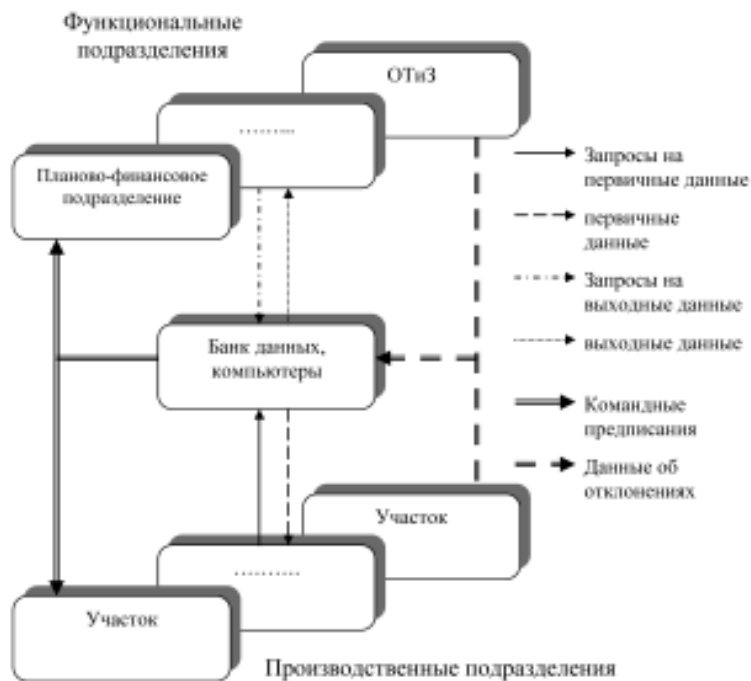 Функциональные
подразделения
ОТиЗ
………..
Планово-финансовое
подразделение
Банк данных,
компьютеры
Участок
……….
Участок
Производственные подразделения
Запросы на
первичные данные
первичные
данные
Запросы на
выходные данные
выходные данные
Командные
предписания
Данные об
отклонениях